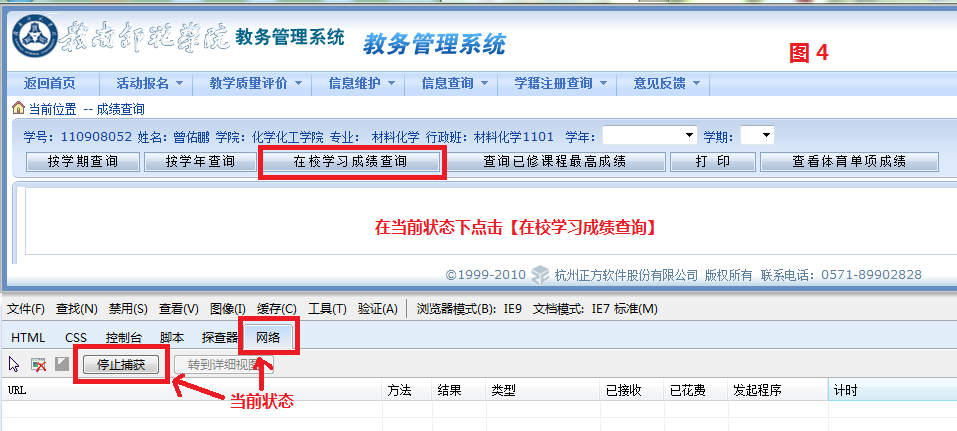 赣南师范学院 教务管理系统 教务管理系统
图 4
返回首页 活动报名 教学质量评价 信息维护 信息查询 学籍注册查询 意见反馈
当前位置 -- 成绩查询
学号：110908052 姓名：曾佑鹏 学院：化学化工学院 专业： 材料化学 行政班：材料化学1101 学年： 学期：
按学期查询 按学年查询 在校学习成绩查询 查询已修课程最高成绩 打 印 查看体育单项成绩
在当前状态下点击【在校学习成绩查询】
©1999-2010 杭州正方软件股份有限公司 版权所有 联系电话：0571-89902828
文件(F) 查找(N) 禁用(S) 查看(V) 图像(I) 缓存(C) 工具(T) 验证(A) 浏览器模式(B)： IE9 文档模式： IE7 标准(M)
HTML CSS 控制台 脚本 探查器 网络
停止捕获 转到详细视图
当前状态
URL 方法 结果 类型 已接收 已花费 发起程序 计时